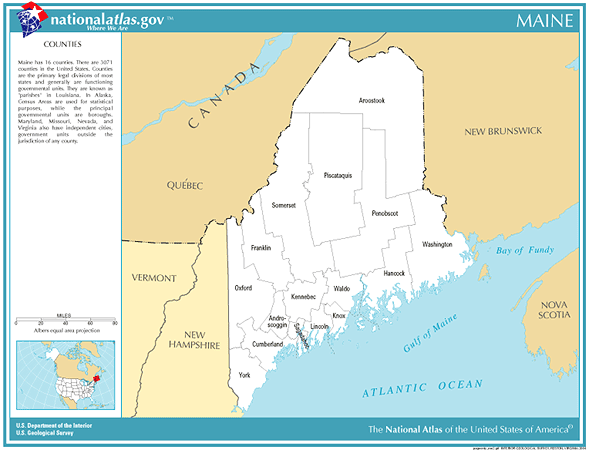 nationalatlas.gov™
Where We Are
MAINE
COUNTIES
Maine has 16 counties. There are 3071
counties in the United States. Counties
are the primary legal divisions of most
states and generally are functioning
governmental units. They are known as
"parishes" in Louisiana. In Alaska,
Census Areas are used for statistical
purposes, while the principal
governmental units are boroughs.
Maryland, Missouri, Nevada, and
Virginia also have independent cities,
government units outside the
jurisdiction of any county.
CANADA
QUÉBEC
NEW BRUNSWICK
Aroostook
Piscataquis
Somerset
Penobscot
Franklin
Washington
Bay of Fundy
Hancock
VERMONT
Oxford
Waldo
Kennebec
Knox
NOVA
SCOTIA
Andro-
scoggin
Lincoln
Sagadahoc
NEW
HAMPSHIRE
Cumberland
Gulf of Maine
York
ATLANTIC OCEAN
MILES
0 20 40 60 80
Albers equal area projection
U.S. Department of the Interior
U.S. Geological Survey
The National Atlas of the United States of America®